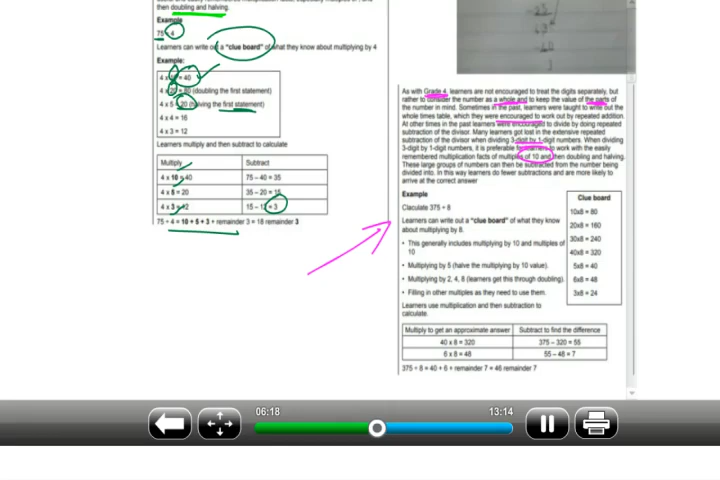 then doubling and halving.
Example
75 ÷ 4
Learners can write out a "clue board" of what they know about multiplying by 4
Example:
4 x 10 = 40
4 x 20 = 80 (doubling the first statement)
4 x 5 = 20 (halving the first statement)
4 x 4 = 16
4 x 3 = 12
Learners multiply and then subtract to calculate
Multiply Subtract
4 x 10 = 40 75 – 40 = 35
4 x 5 = 20 35 – 20 = 15
4 x 3 = 12 15 – 12 = 3
75 ÷ 4 = 10 + 5 + 3 + remainder 3 = 18 remainder 3
As with Grade 4, learners are not encouraged to treat the digits separately, but
rather to consider the number as a whole and to keep the value of the parts of
the number in mind. Sometimes in the past, learners were taught to write out the
whole times table, which they were encouraged to work out by repeated addition.
At other times in the past learners were encouraged to divide by doing repeated
subtraction of the divisor. Many learners got lost in the extensive repeated
subtraction of the divisor when dividing 3-digit by 1-digit numbers. When dividing
3-digit by 1-digit numbers, it is preferable for learners to work with the easily
remembered multiplication facts of multiples of 10 and then doubling and halving.
These large groups of numbers can then be subtracted from the number being
divided into. In this way learners do fewer subtractions and are more likely to
arrive at the correct answer
Example
Claculate 375 ÷ 8
Learners can write out a "clue board" of what they know
about multiplying by 8.
• This generally includes multiplying by 10 and multiples of
10
• Multiplying by 5 (halve the multiplying by 10 value).
• Multiplying by 2, 4, 8 (learners get this through doubling)
• Filling in other multiples as they need to use them.
Clue board
10x8 = 80
20x8 = 160
30x8 = 240
40x8 = 320
5x8 = 40
6x8 = 48
3x8 = 24
Learners use multiplication and then subtraction to
calculate.
Multiply to get an approximate answer Subtract to find the difference
40 x 8 = 320 375 – 320 = 55
6 x 8 = 48 55 – 48 = 7
375 ÷ 8 = 40 + 6 + remainder 7 = 46 remainder 7
06:18 13:14